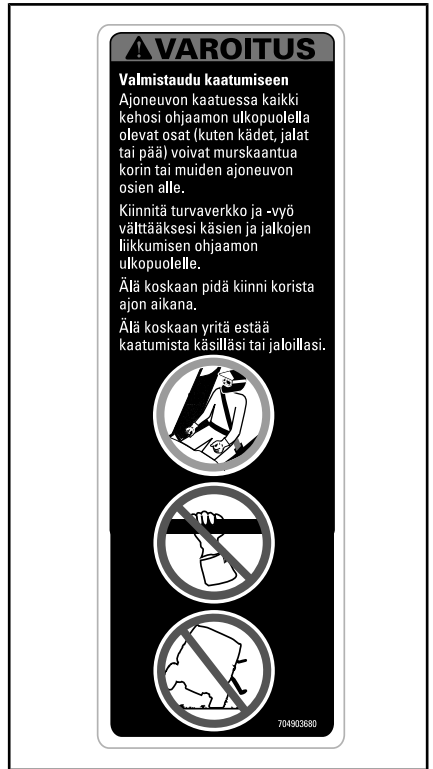 VAROITUS
Valmistaudu kaatumiseen
Ajoneuvon kaatuessa kaikki
kehosi ohjaamon ulkopuolella
olevat osat (kuten kädet, jalat
tai pää) voivat murskaantua
korin tai muiden ajoneuvon
osien alle.
Kiinnitä turvaverkko ja -vyö
välttääksesi käsien ja jalkojen
liikkumisen ohjaamon
ulkopuolelle.
Älä koskaan pidä kiinni korista
ajon aikana.
Älä koskaan yritä estää
kaatumista käsilläsi tai jaloillasi.
704903680